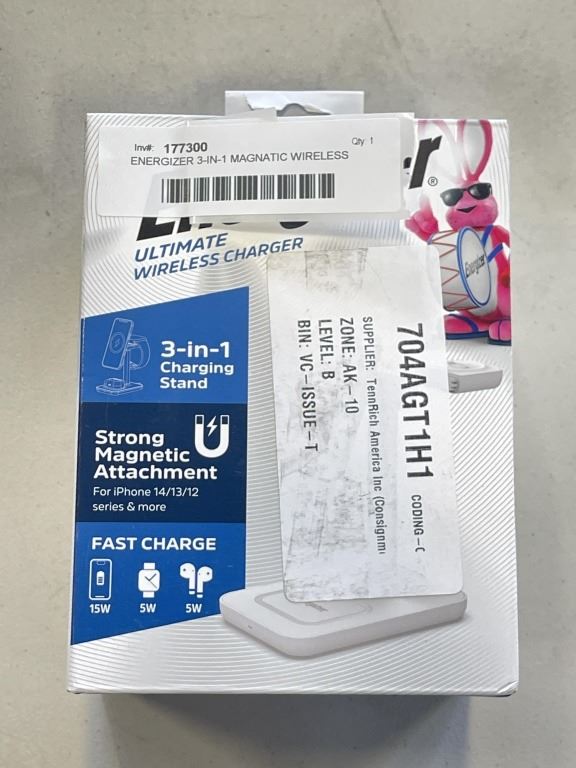 Inv#: 177300 Qty: 1
ENERGIZER 3-IN-1 MAGNATIC WIRELESS
®
ULTIMATE
WIRELESS CHARGER
Energizer
3-in-1
Charging
Stand
Strong
Magnetic
Attachment
For iPhone 14/13/12
series & more
FAST CHARGE
15W 5W 5W
704AGT1H1 CODING-
SUPPLIER: TennRich America Inc (Consignm
ZONE: AK-10
LEVEL: B
BIN: VC-ISSUE-T